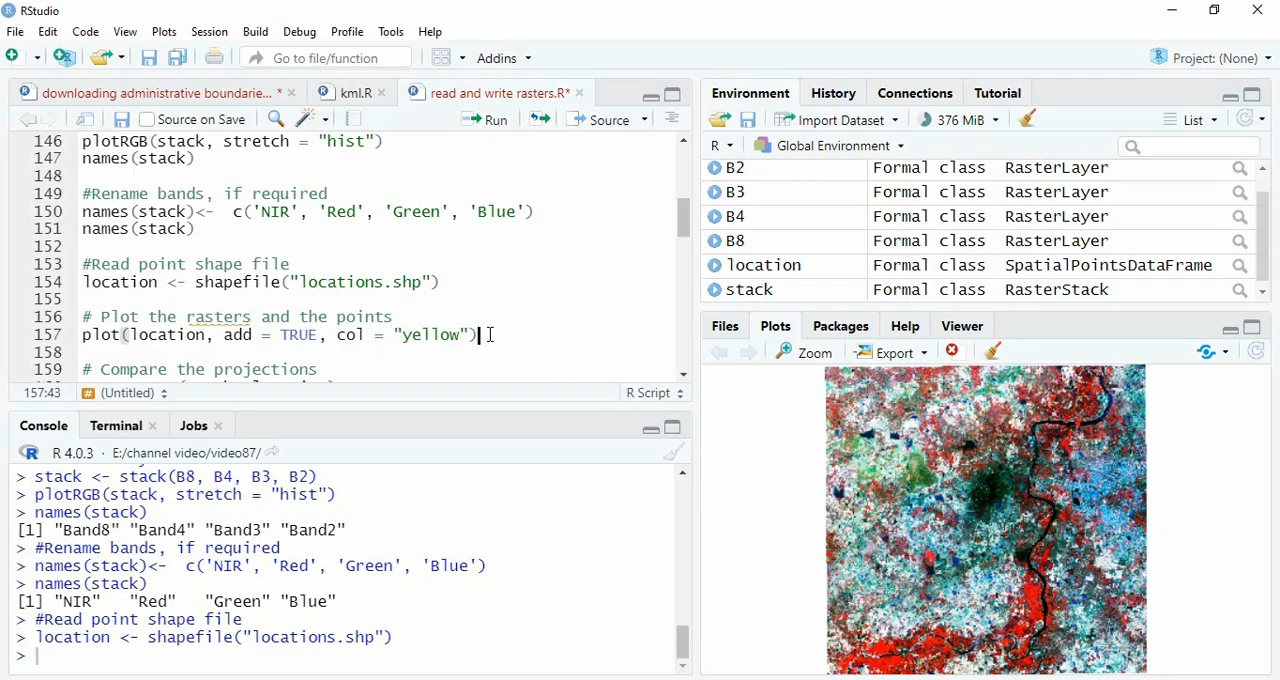 RStudio
File Edit Code View Plots Session Build Debug Profile Tools Help
Go to file/function Addins Project: (None)
downloading administrative boundarie... * kml.R read and write rasters.R*
Source on Save Run Source
146 plotRGB(stack, stretch = "hist")
147 names(stack)
148
149 #Rename bands, if required
150 names(stack)<-  c('NIR', 'Red', 'Green', 'Blue')
151 names(stack)
152
153 #Read point shape file
154 location <- shapefile("locations.shp")
155
156 # Plot the rasters and the points
157 plot(location, add = TRUE, col = "yellow")
158
159 # Compare the projections
157:43 # (Untitled) R Script
Console Terminal Jobs
R 4.0.3 · E:/channel video/video87/
> stack <- stack(B8, B4, B3, B2)
> plotRGB(stack, stretch = "hist")
> names(stack)
[1] "Band8" "Band4" "Band3" "Band2"
> #Rename bands, if required
> names(stack)<-  c('NIR', 'Red', 'Green', 'Blue')
> names(stack)
[1] "NIR"   "Red"   "Green" "Blue"
> #Read point shape file
> location <- shapefile("locations.shp")
>
Environment History Connections Tutorial
Import Dataset 376 MiB List
R Global Environment
B2 Formal class RasterLayer
B3 Formal class RasterLayer
B4 Formal class RasterLayer
B8 Formal class RasterLayer
location Formal class SpatialPointsDataFrame
stack Formal class RasterStack
Files Plots Packages Help Viewer
Zoom Export